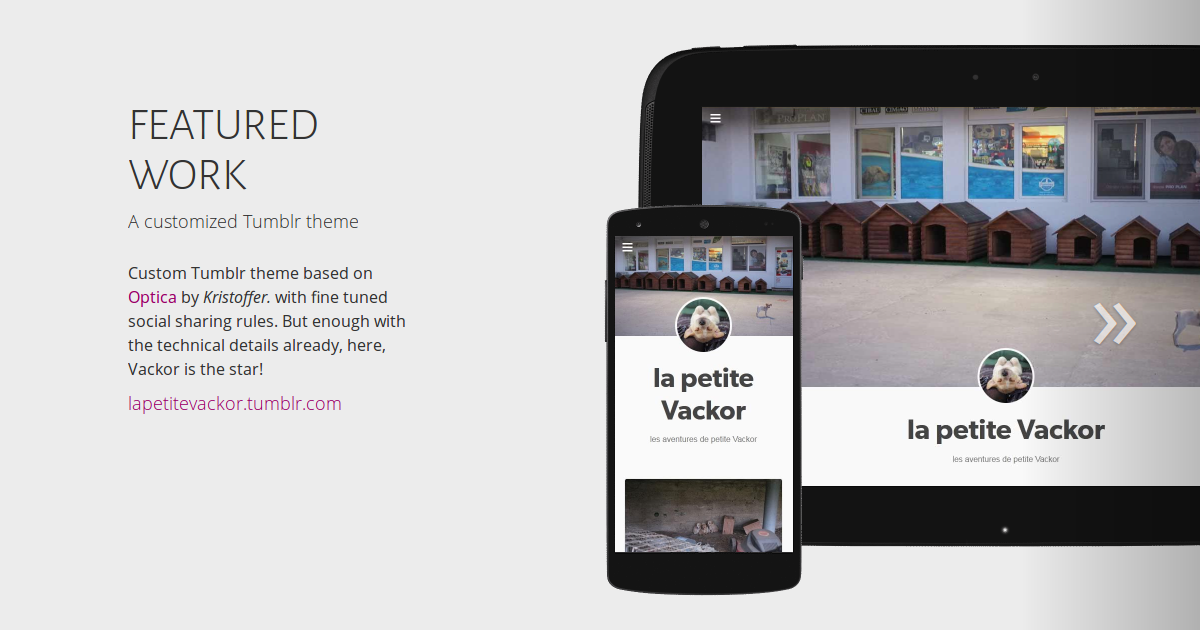 FEATURED
WORK
A customized Tumblr theme
Custom Tumblr theme based on
Optica by Kristoffer. with fine tuned
social sharing rules. But enough with
the technical details already, here,
Vackor is the star!
lapetitevackor.tumblr.com
PRO PLAN
la petite
Vackor
les aventures de petite Vackor
la petite Vackor
les aventures de petite Vackor